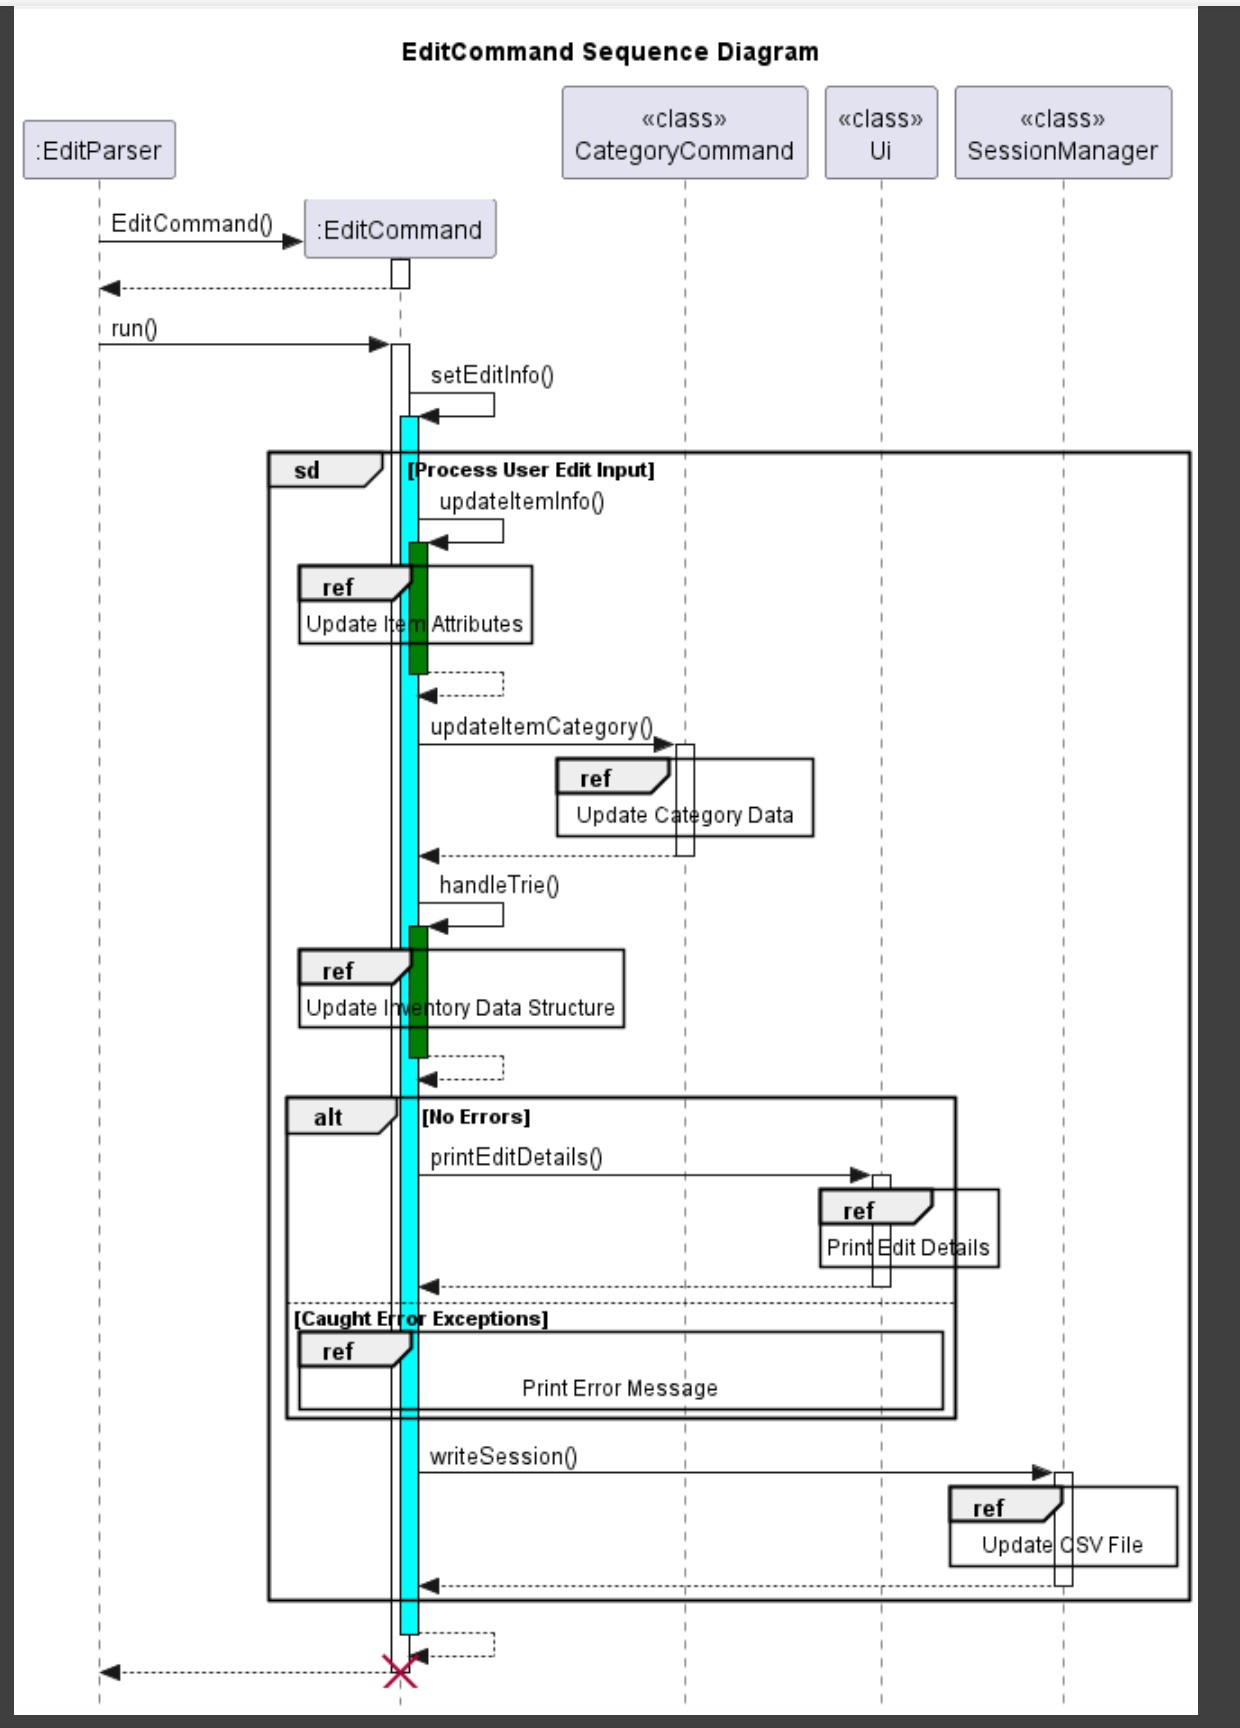 EditCommand Sequence Diagram
:EditParser
«class»
CategoryCommand
«class»
Ui
«class»
SessionManager
EditCommand()
:EditCommand
run()
setEditInfo()
sd [Process User Edit Input]
updateItemInfo()
ref
Update Item Attributes
updateItemCategory()
ref
Update Category Data
handleTrie()
ref
Update Inventory Data Structure
alt [No Errors]
printEditDetails()
ref
Print Edit Details
[Caught Error Exceptions]
ref
Print Error Message
writeSession()
ref
Update CSV File